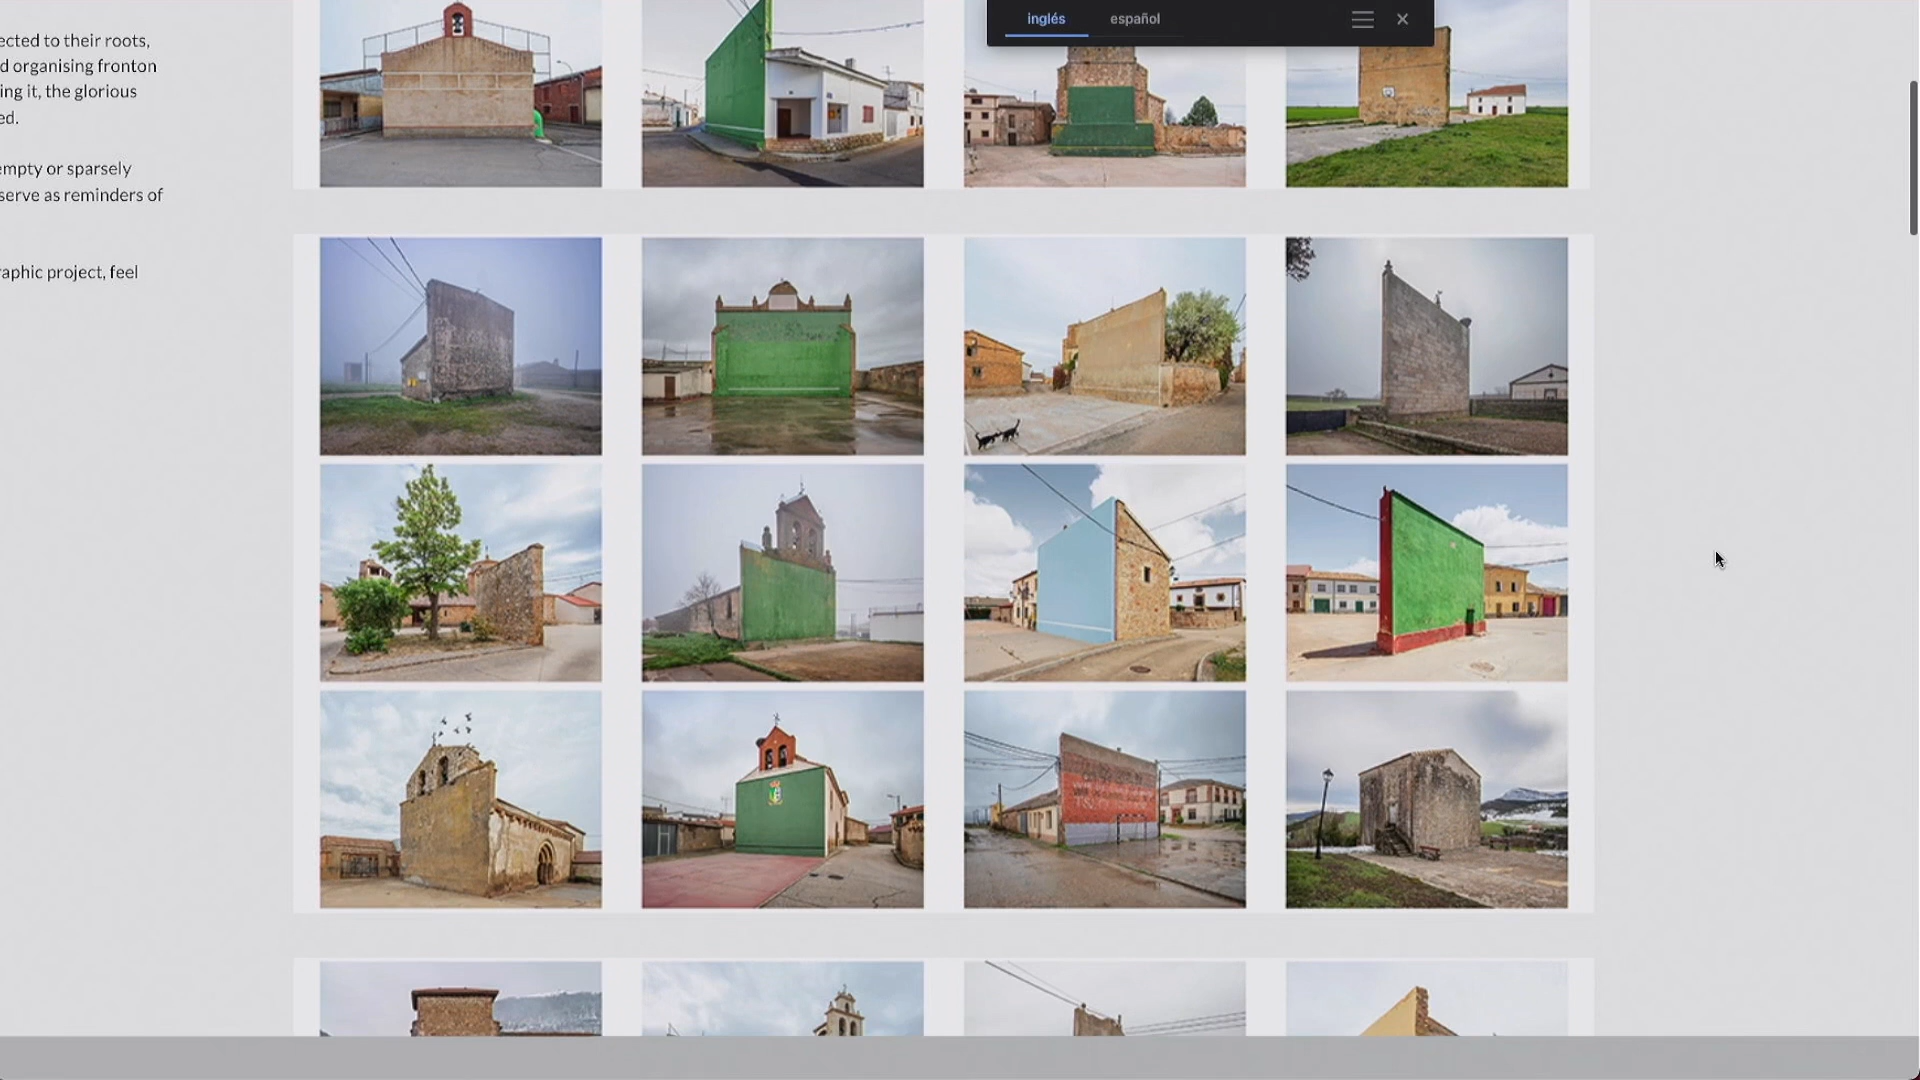 inglés español
ected to their roots,
d organising fronton
ing it, the glorious
ed.
empty or sparsely
serve as reminders of
raphic project, feel